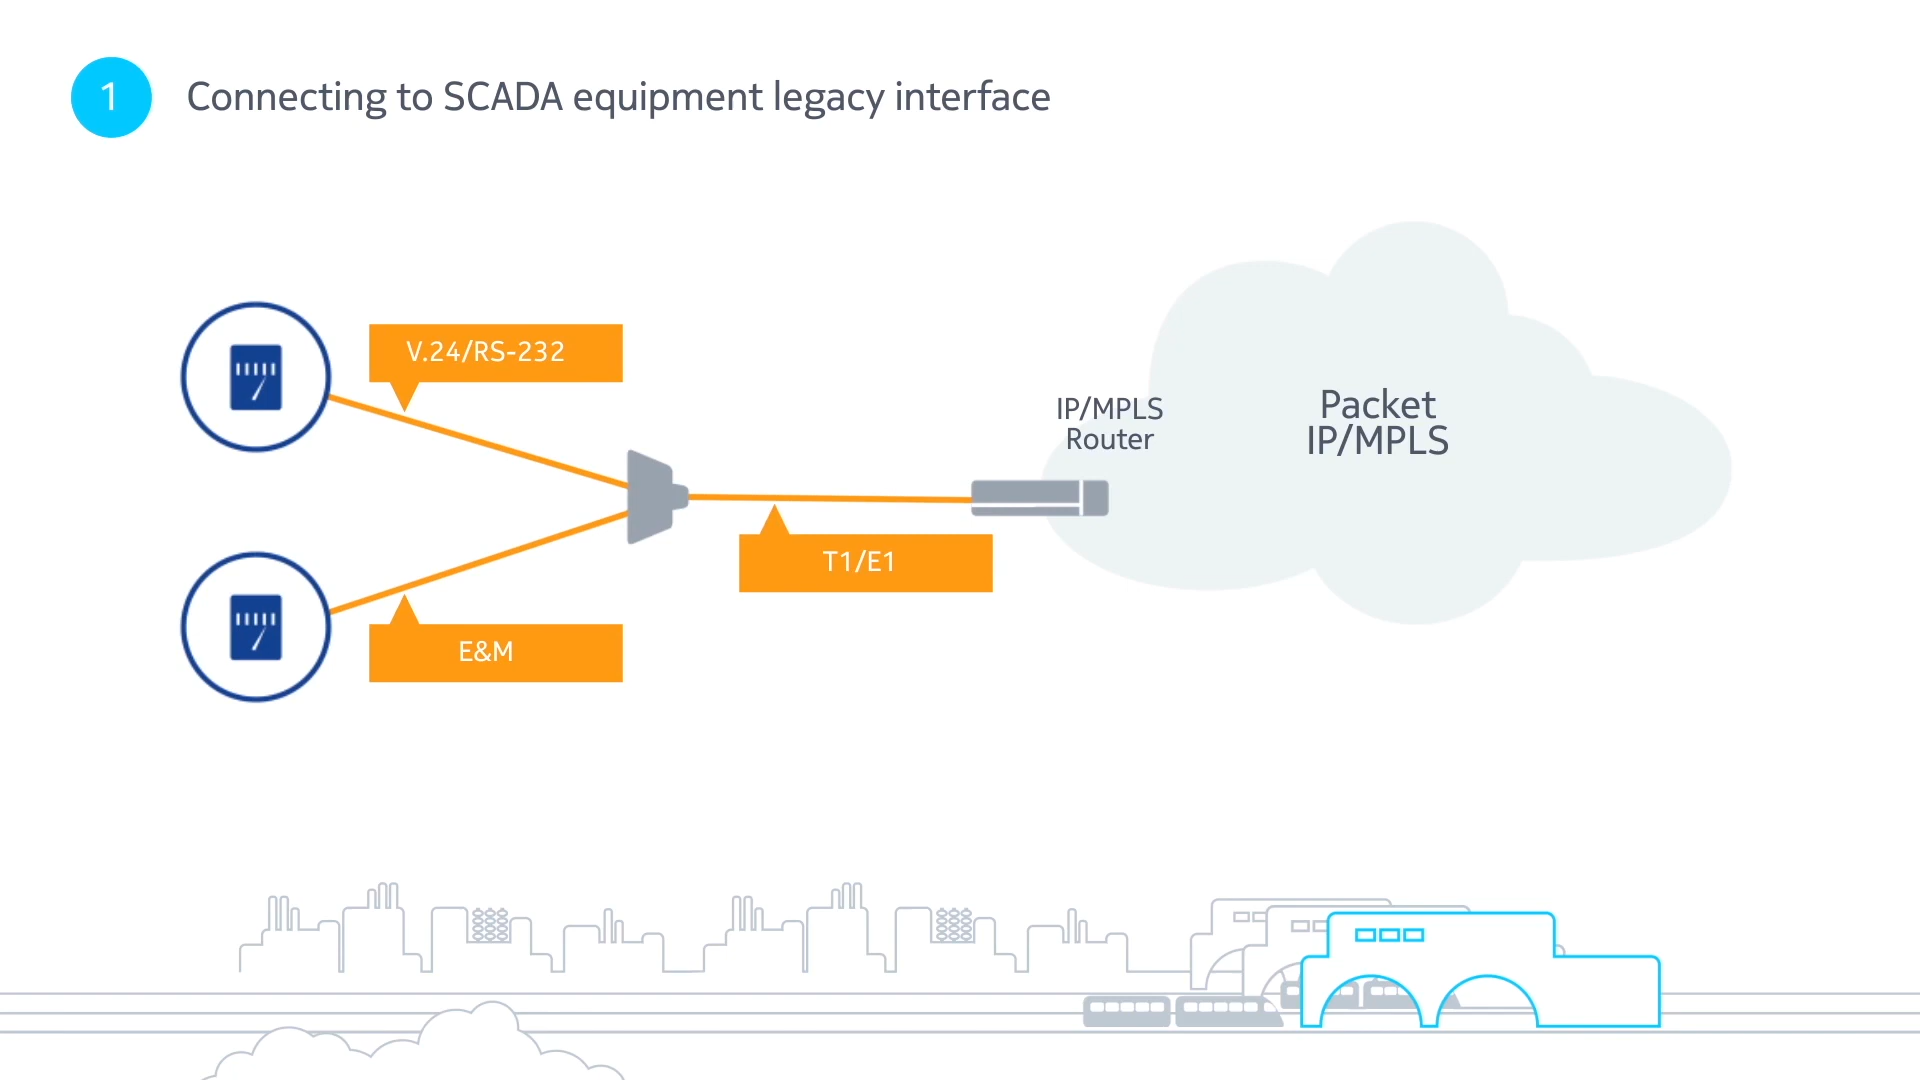 1
Connecting to SCADA equipment legacy interface
V.24/RS-232
IP/MPLS
Router
Packet
IP/MPLS
T1/E1
E&M